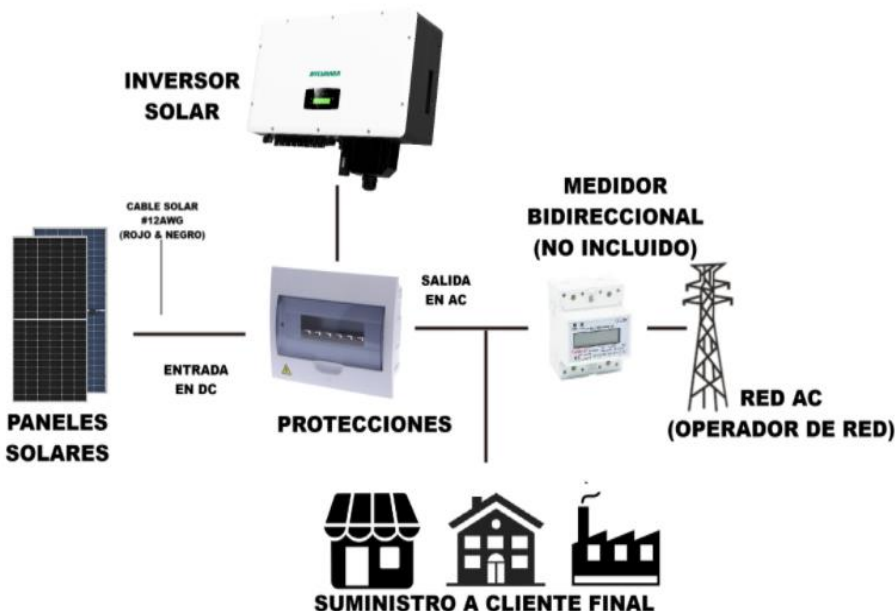 SYLVANIA
INVERSOR
SOLAR
CABLE SOLAR
#12AWG
(ROJO & NEGRO)
MEDIDOR
BIDIRECCIONAL
(NO INCLUIDO)
SALIDA
EN AC
ENTRADA
EN DC
PANELES
SOLARES
PROTECCIONES
RED AC
(OPERADOR DE RED)
SUMINISTRO A CLIENTE FINAL